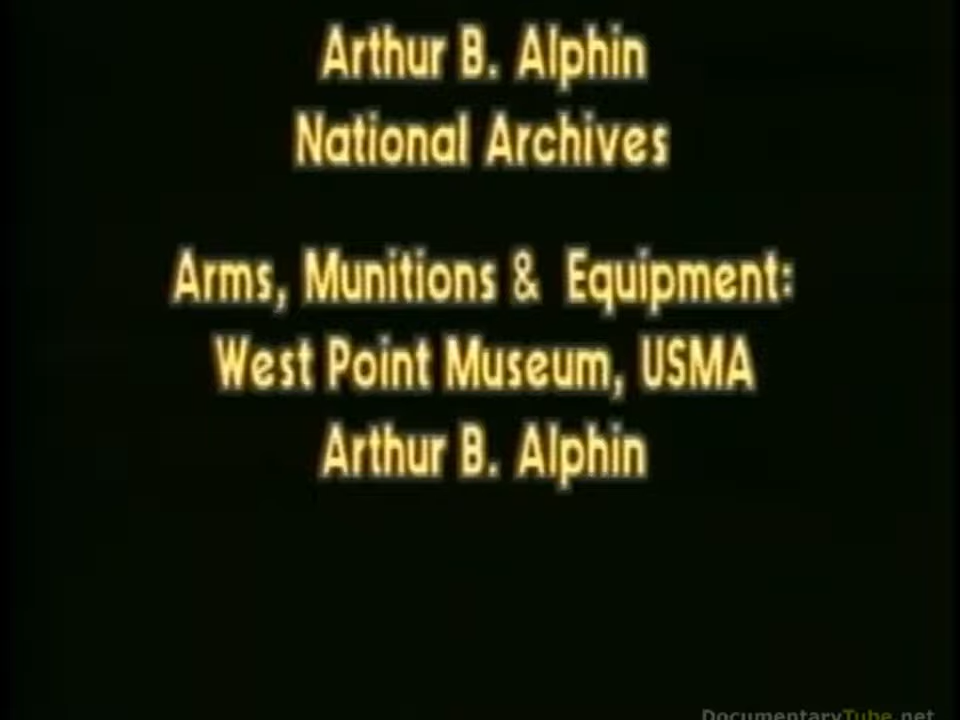 Arthur B. Alphin
National Archives
Arms, Munitions & Equipment:
West Point Museum, USMA
Arthur B. Alphin
DocumentaryTube.net